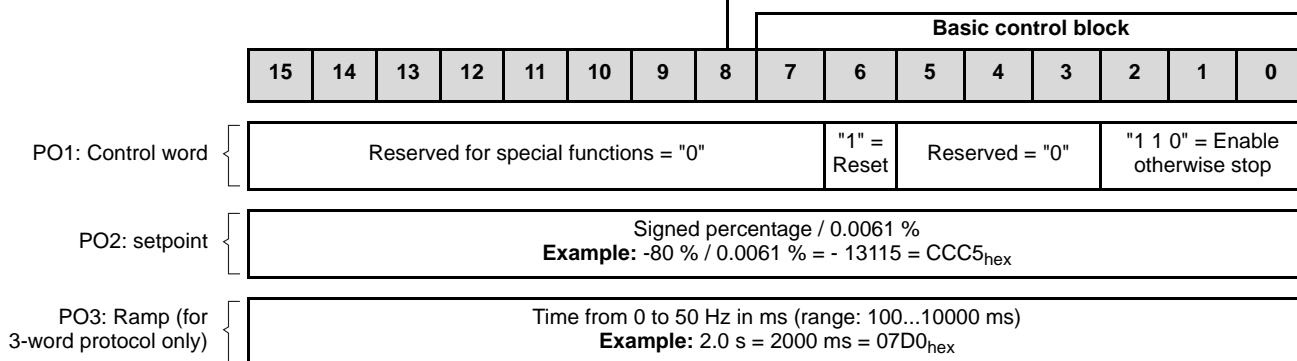 Basic control block
15 14 13 12 11 10 9 8 7 6 5 4 3 2 1 0
PO1: Control word
Reserved for special functions = "0"
"1" =
Reset
Reserved = "0"
"1 1 0" = Enable
otherwise stop
PO2: setpoint
Signed percentage / 0.0061 %
Example: -80 % / 0.0061 % = - 13115 = CCC5hex
PO3: Ramp (for
3-word protocol only)
Time from 0 to 50 Hz in ms (range: 100...10000 ms)
Example: 2.0 s = 2000 ms = 07D0hex